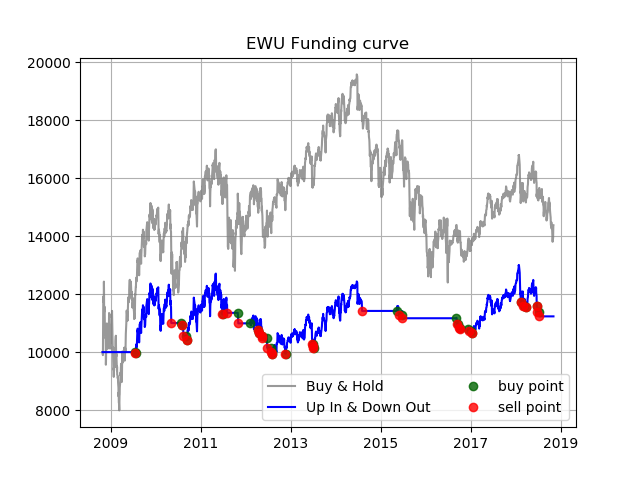 EWU Funding curve
20000
18000
16000
14000
12000
10000
8000
2009 2011 2013 2015 2017 2019
Buy & Hold
Up In & Down Out
buy point
sell point